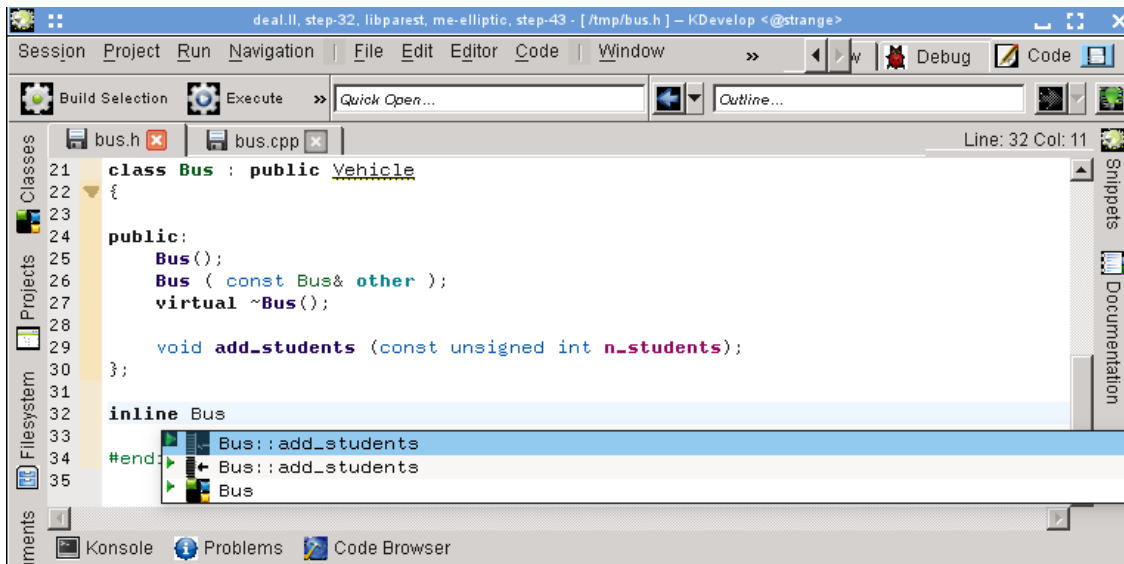 deal.II, step-32, libparest, me-elliptic, step-43 - [ /tmp/bus.h ] – KDevelop <@strange>
Session Project Run Navigation | File Edit Editor Code | Window » w Debug Code
Build Selection Execute » Quick Open... Outline...
bus.h bus.cpp Line: 32 Col: 11
Classes
Projects
Filesystem
Snippets
Documentation
21 class Bus : public Vehicle
22 {
23
24 public:
25 Bus();
26 Bus ( const Bus& other );
27 virtual ~Bus();
28
29 void add_students (const unsigned int n_students);
30 };
31
32 inline Bus
33 Bus::add_students
34 #end Bus::add_students
35 Bus
Konsole Problems Code Browser